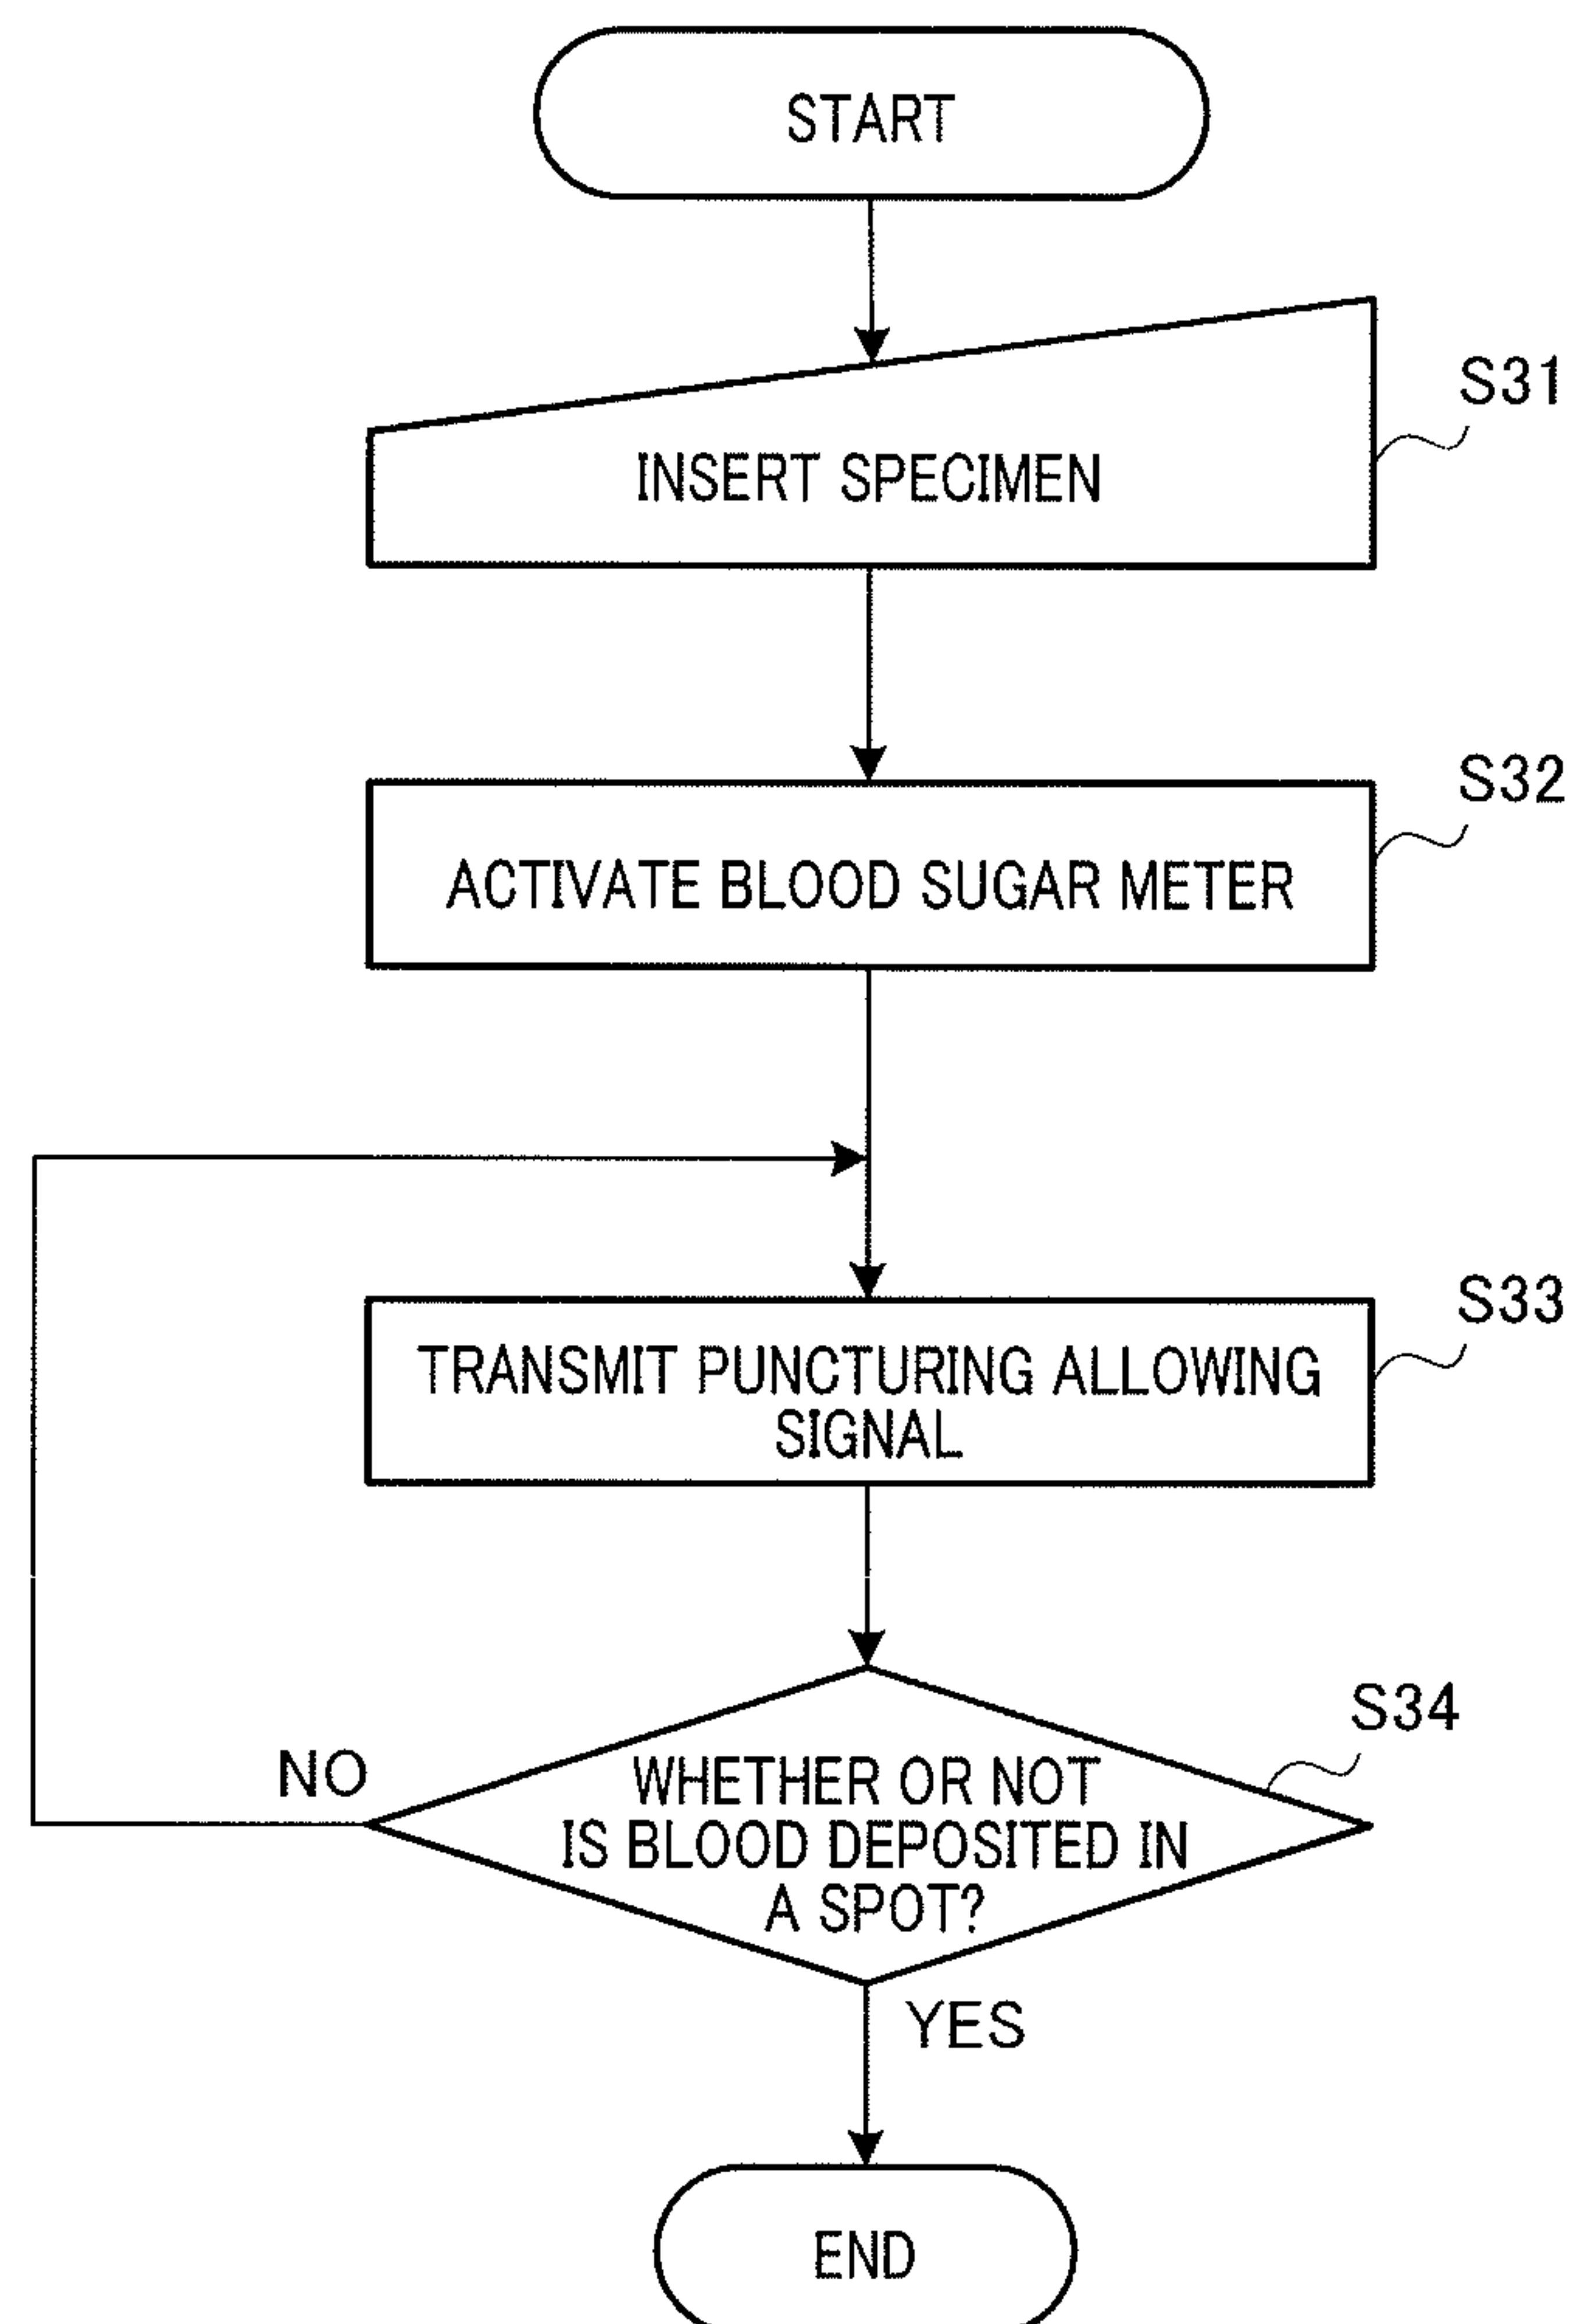 START
S31
INSERT SPECIMEN
S32
ACTIVATE BLOOD SUGAR METER
S33
TRANSMIT PUNCTURING ALLOWING
SIGNAL
S34
NO
WHETHER OR NOT
IS BLOOD DEPOSITED IN
A SPOT?
YES
END